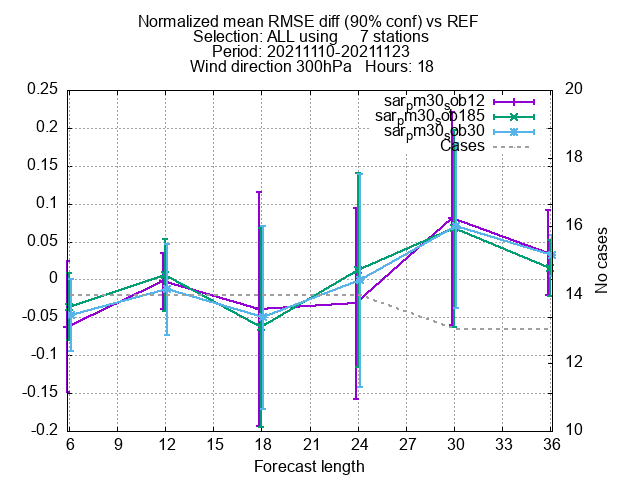 Normalized mean RMSE diff (90% conf) vs REF
Selection: ALL using     7 stations
Period: 20211110-20211123
Wind direction 300hPa   Hours: 18
0.25
0.2
0.15
0.1
0.05
0
-0.05
-0.1
-0.15
-0.2
sarpm30sob12
sarpm30sob185
sarpm30sob30
Cases
20
18
16
14
12
10
No cases
6 9 12 15 18 21 24 27 30 33 36
Forecast length